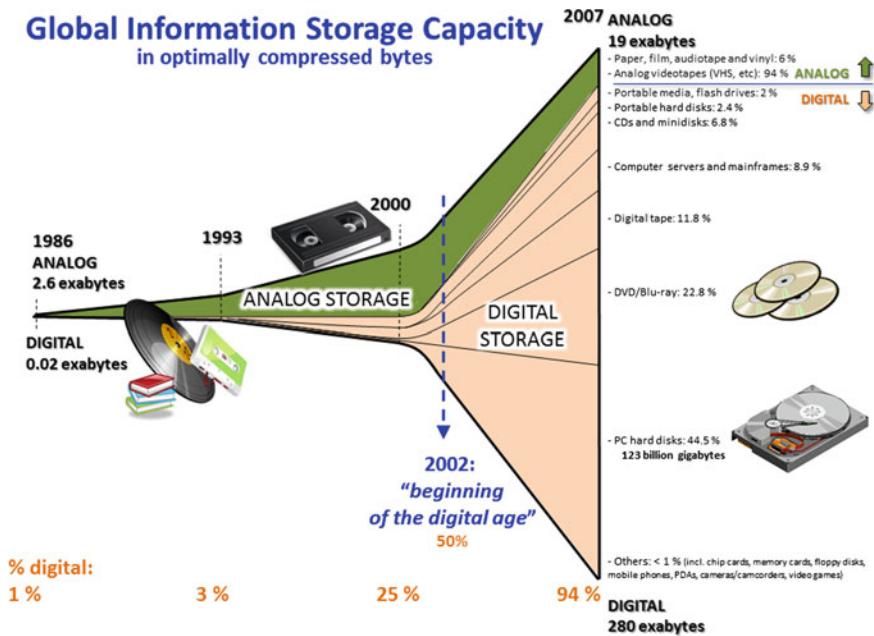 Global Information Storage Capacity
in optimally compressed bytes
2007
ANALOG
19 exabytes
- Paper, film, audiotape and vinyl: 6 %
- Analog videotapes (VHS, etc): 94 %
ANALOG
- Portable media, flash drives: 2 %
DIGITAL
- Portable hard disks: 2.4 %
- CDs and minidisks: 6.8 %
- Computer servers and mainframes: 8.9 %
- Digital tape: 11.8 %
- DVD/Blu-ray: 22.8 %
- PC hard disks: 44.5 %
123 billion gigabytes
- Others: < 1 % (incl. chip cards, memory cards, floppy disks,
mobile phones, PDAs, cameras/camcorders, video games)
DIGITAL
280 exabytes
2000
1993
1986
ANALOG
2.6 exabytes
DIGITAL
0.02 exabytes
ANALOG STORAGE
DIGITAL
STORAGE
2002:
"beginning
of the digital age"
50%
% digital:
1 %
3 %
25 %
94 %